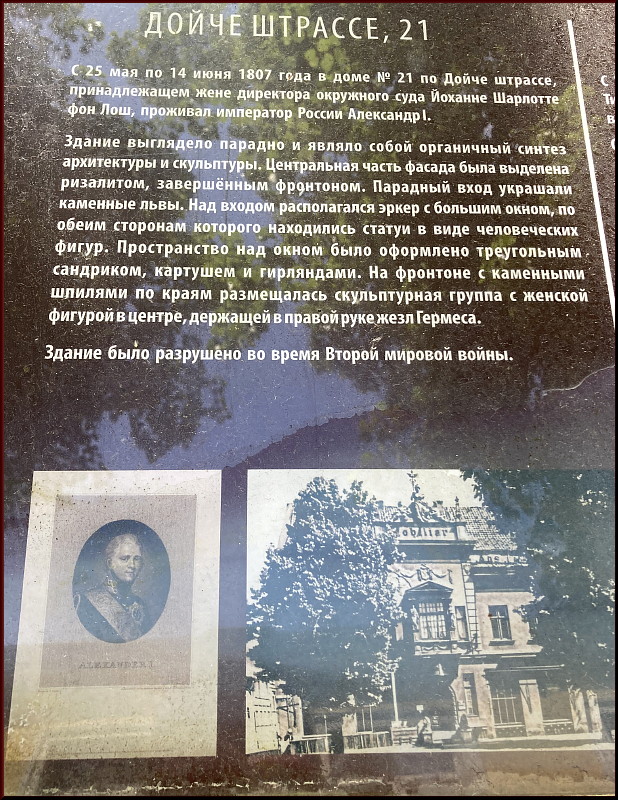 ДОЙЧЕ ШТРАССЕ, 21
С 25 мая по 14 июня 1807 года в доме № 21 по Дойче штрассе,
принадлежащем жене директора окружного суда Йоханне Шарлотте
фон Лош, проживал император России Александр I.
Здание выглядело парадно и являло собой органичный синтез
архитектуры и скульптуры. Центральная часть фасада была выделена
ризалитом, завершённым фронтоном. Парадный вход украшали
каменные львы. Над входом располагался эркер с большим окном, по
обеим сторонам которого находились статуи в виде человеческих
фигур. Пространство над окном было оформлено треугольным
сандриком, картушем и гирляндами. На фронтоне с каменными
шпилями по краям размещалась скульптурная группа с женской
фигурой в центре, держащей в правой руке жезл Гермеса.
Здание было разрушено во время Второй мировой войны.
ALEXANDER I.